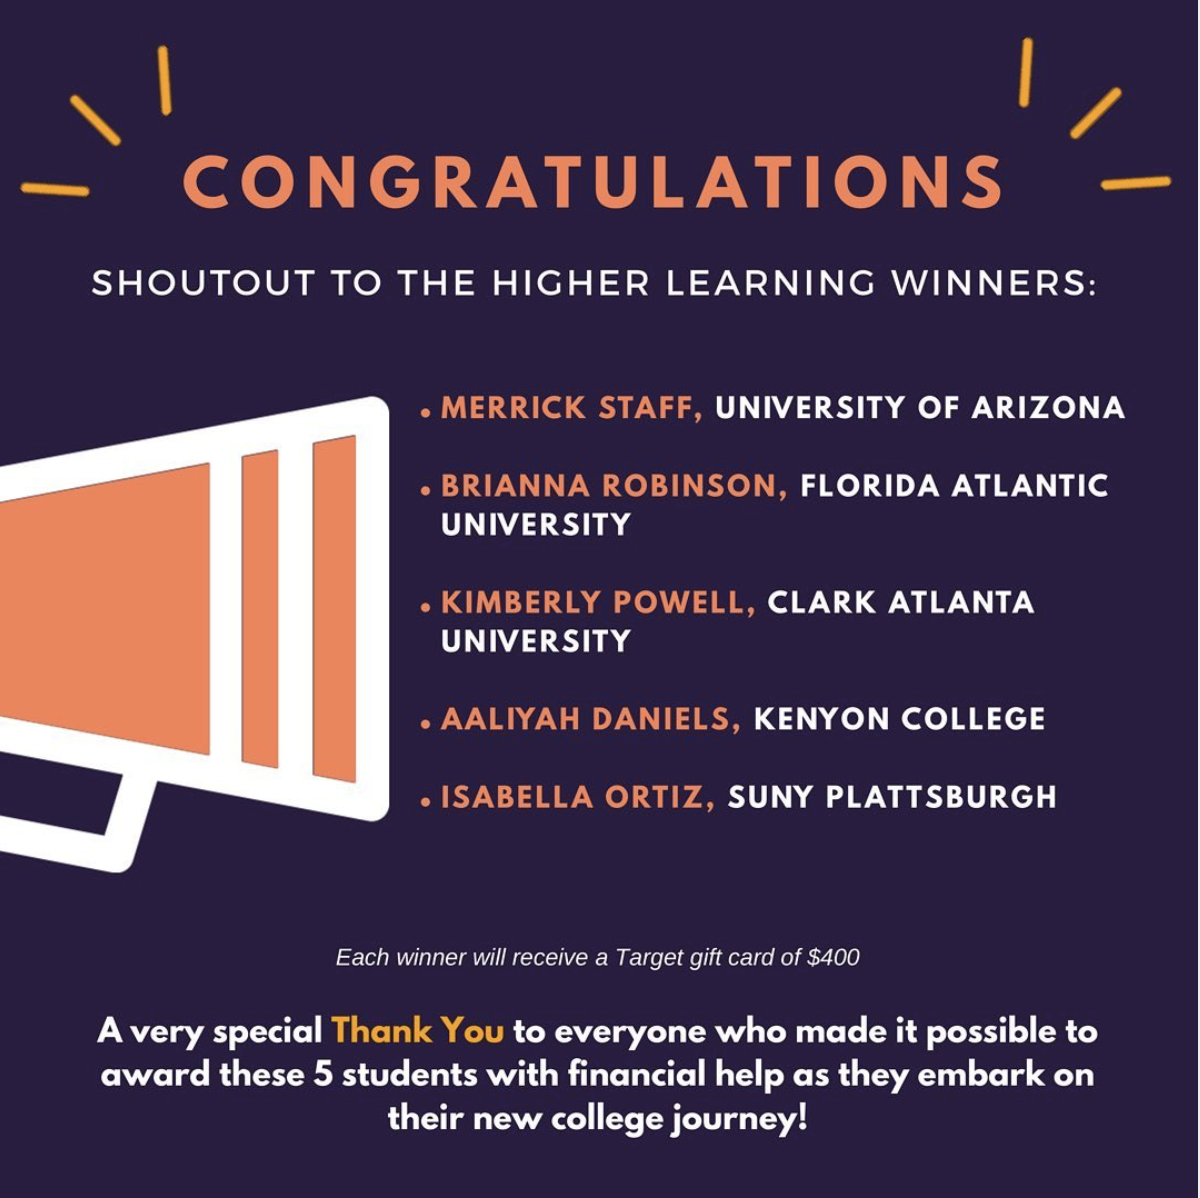 CONGRATULATIONS
SHOUTOUT TO THE HIGHER LEARNING WINNERS:
• MERRICK STAFF, UNIVERSITY OF ARIZONA
• BRIANNA ROBINSON, FLORIDA ATLANTIC
UNIVERSITY
• KIMBERLY POWELL, CLARK ATLANTA
UNIVERSITY
• AALIYAH DANIELS, KENYON COLLEGE
• ISABELLA ORTIZ, SUNY PLATTSBURGH
Each winner will receive a Target gift card of $400
A very special Thank You to everyone who made it possible to
award these 5 students with financial help as they embark on
their new college journey!